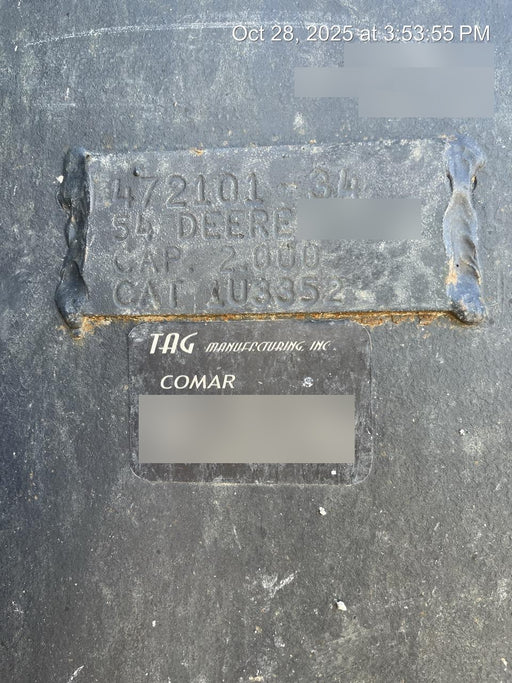 Oct 28, 2025 at 3:53:55 PM
472101-34
54 DEERE
CAP. 2.000
CAT AU3352
TAG MANUFACTURING, INC.
COMAR